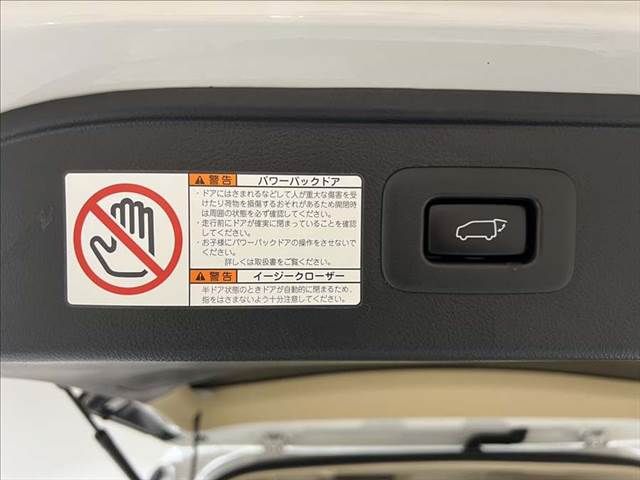 警告 パワーバックドア
・ドアにはさまれるなどして人が重大な傷害を受
けたり荷物を損傷するおそれがあるため開閉時
は周囲の状態を必ず確認してください。
・走行前にドアが確実に閉まっていることを確認
してください。
・お子様にパワーバックドアの操作をさせないで
ください。
詳しくは取扱書をご覧ください。
警告 イージークローザー
半ドア状態のときドアが自動的に閉まるため、
指をはさまないよう十分注意してください。